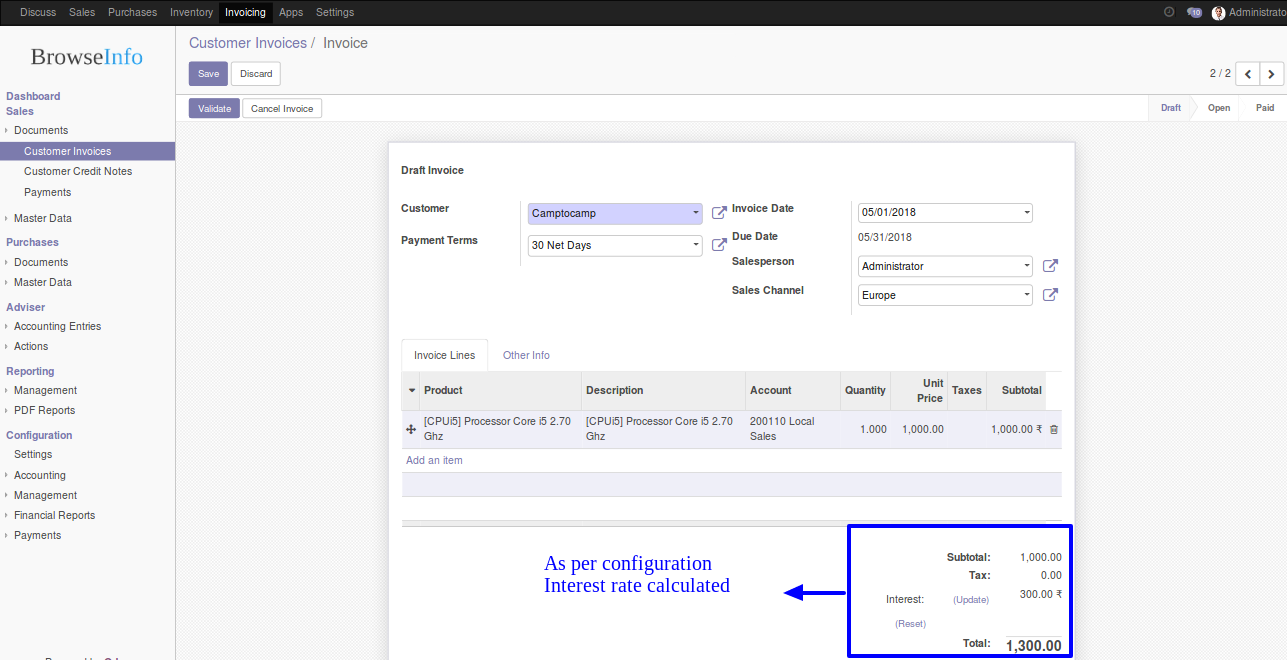 Discuss Sales Purchases Inventory Invoicing Apps Settings 10 Administrato
BrowseInfo
Customer Invoices / Invoice
Save Discard 2 / 2
Validate Cancel Invoice Draft Open Paid
Dashboard
Sales
Documents
Customer Invoices
Customer Credit Notes
Payments
Master Data
Purchases
Documents
Master Data
Adviser
Accounting Entries
Actions
Reporting
Management
PDF Reports
Configuration
Settings
Accounting
Management
Financial Reports
Payments
Draft Invoice
Customer Camptocamp
Payment Terms 30 Net Days
Invoice Date 05/01/2018
Due Date 05/31/2018
Salesperson Administrator
Sales Channel Europe
Invoice Lines Other Info
Product Description Account Quantity Unit Price Taxes Subtotal
[CPUi5] Processor Core i5 2.70 Ghz [CPUi5] Processor Core i5 2.70 Ghz 200110 Local Sales 1.000 1,000.00 1,000.00 ₹
Add an item
As per configuration
Interest rate calculated
Subtotal: 1,000.00
Tax: 0.00
Interest: (Update) 300.00 ₹
(Reset)
Total: 1,300.00